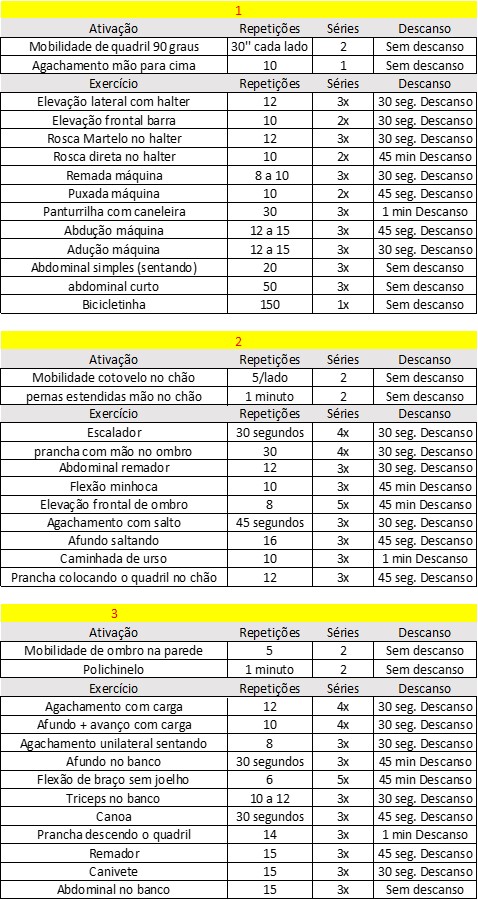 1
Ativação Repetições Séries Descanso
Mobilidade de quadril 90 graus 30" cada lado 2 Sem descanso
Agachamento mão para cima 10 1 Sem descanso
Exercício Repetições Séries Descanso
Elevação lateral com halter 12 3x 30 seg. Descanso
Elevação frontal barra 10 2x 30 seg. Descanso
Rosca Martelo no halter 12 3x 30 seg. Descanso
Rosca direta no halter 10 2x 45 min Descanso
Remada máquina 8 a 10 3x 30 seg. Descanso
Puxada máquina 10 2x 45 seg. Descanso
Panturrilha com caneleira 30 3x 1 min Descanso
Abdução máquina 12 a 15 3x 45 seg. Descanso
Adução máquina 12 a 15 3x 30 seg. Descanso
Abdominal simples (sentando) 20 3x Sem descanso
abdominal curto 50 3x Sem descanso
Bicicletinha 150 1x Sem descanso
2
Ativação Repetições Séries Descanso
Mobilidade cotovelo no chão 5/lado 2 Sem descanso
pernas estendidas mão no chão 1 minuto 2 Sem descanso
Exercício Repetições Séries Descanso
Escalador 30 segundos 4x 30 seg. Descanso
prancha com mão no ombro 30 4x 30 seg. Descanso
Abdominal remador 12 3x 30 seg. Descanso
Flexão minhoca 10 3x 45 min Descanso
Elevação frontal de ombro 8 5x 45 min Descanso
Agachamento com salto 45 segundos 3x 30 seg. Descanso
Afundo saltando 16 3x 45 seg. Descanso
Caminhada de urso 10 3x 1 min Descanso
Prancha colocando o quadril no chão 12 3x 45 seg. Descanso
3
Ativação Repetições Séries Descanso
Mobilidade de ombro na parede 5 2 Sem descanso
Polichinelo 1 minuto 2 Sem descanso
Exercício Repetições Séries Descanso
Agachamento com carga 12 4x 30 seg. Descanso
Afundo + avanço com carga 10 4x 30 seg. Descanso
Agachamento unilateral sentando 8 3x 30 seg. Descanso
Afundo no banco 30 segundos 3x 45 min Descanso
Flexão de braço sem joelho 6 5x 45 min Descanso
Triceps no banco 10 a 12 3x 30 seg. Descanso
Canoa 30 segundos 3x 45 seg. Descanso
Prancha descendo o quadril 14 3x 1 min Descanso
Remador 15 3x 45 seg. Descanso
Canivete 15 3x 30 seg. Descanso
Abdominal no banco 15 3x Sem descanso